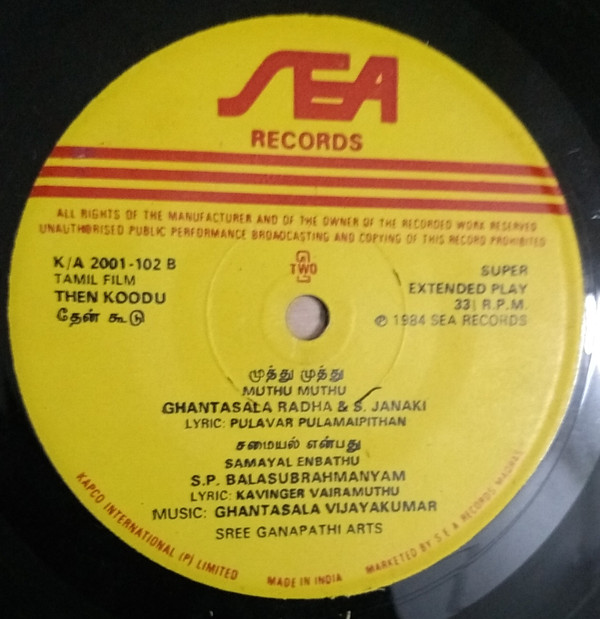 SEA
RECORDS
ALL RIGHTS OF THE MANUFACTURER AND OF THE OWNER OF THE RECORDED WORK RESERVED
UNAUTHORISED PUBLIC PERFORMANCE BROADCASTING AND COPYING OF THIS RECORD PROHIBITED
K/A 2001-102 B
TAMIL FILM
THEN KOODU
தேன் கூடு
2
TWO
SUPER
EXTENDED PLAY
33⅓ R.P.M.
℗ 1984 SEA RECORDS
முத்து முத்து
MUTHU MUTHU
GHANTASALA RADHA & S. JANAKI
LYRIC: PULAVAR PULAMAIPITHAN
சமையல் என்பது
SAMAYAL ENBATHU
S.P. BALASUBRAHMANYAM
LYRIC: KAVINGER VAIRAMUTHU
MUSIC: GHANTASALA VIJAYAKUMAR
SREE GANAPATHI ARTS
KAPCO INTERNATIONAL (P) LIMITED
MADE IN INDIA
MARKETED BY S E A RECORDS MADRAS